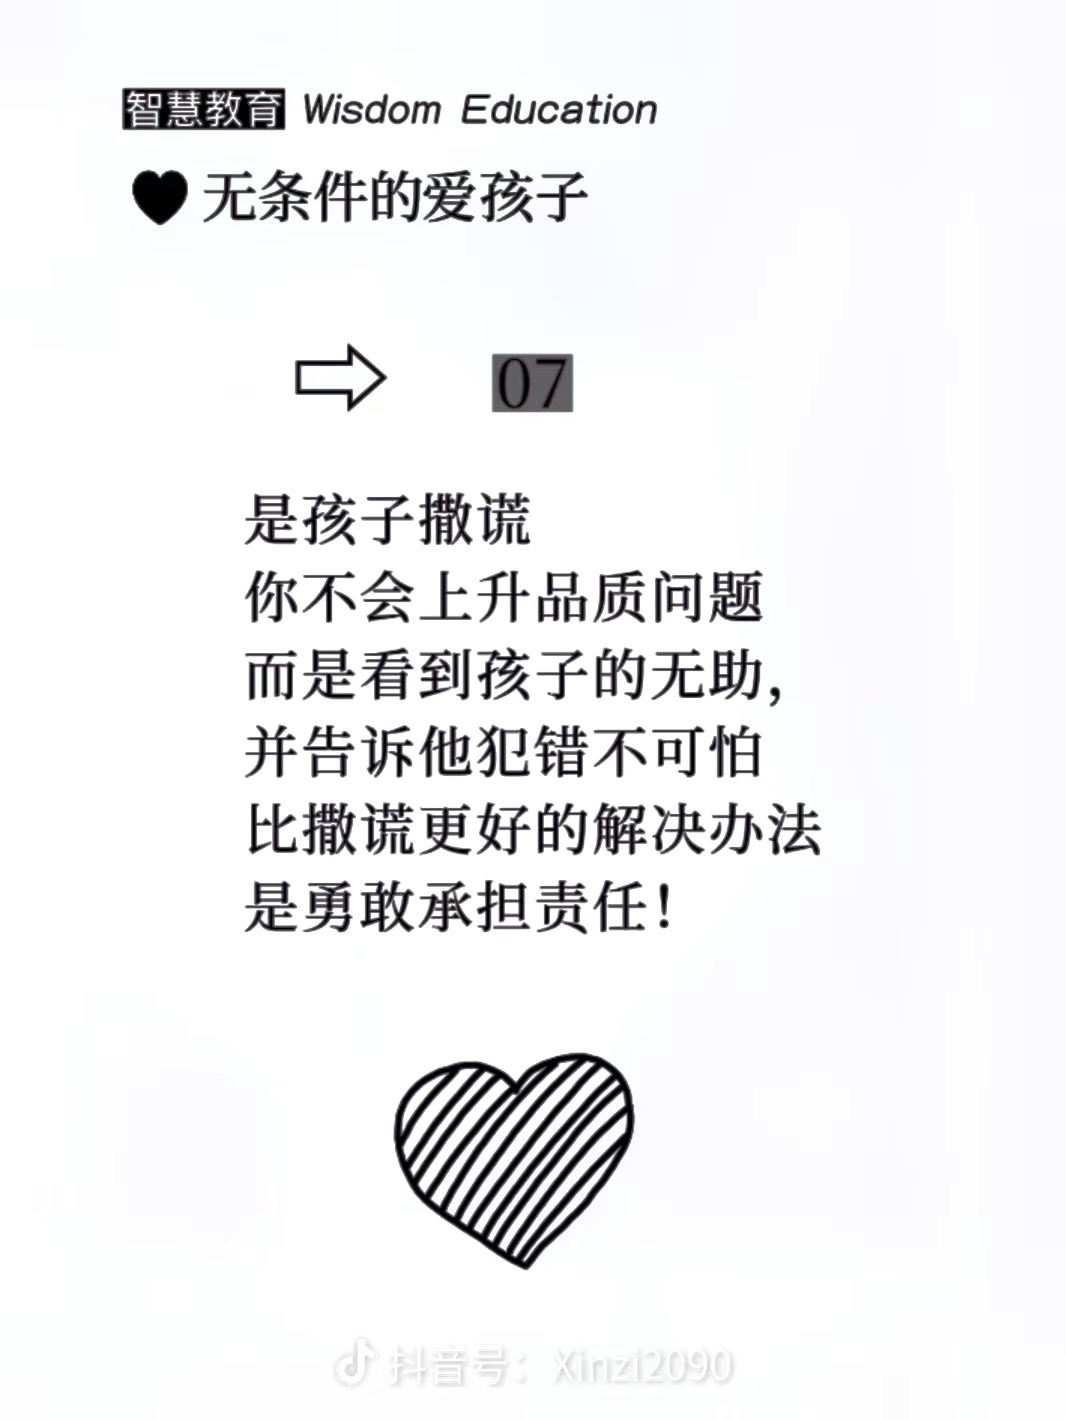 智慧教育 Wisdom Education
无条件的爱孩子
07
是孩子撒谎
你不会上升品质问题
而是看到孩子的无助，
并告诉他犯错不可怕
比撒谎更好的解决办法
是勇敢承担责任！
抖音号：Xinzi2090